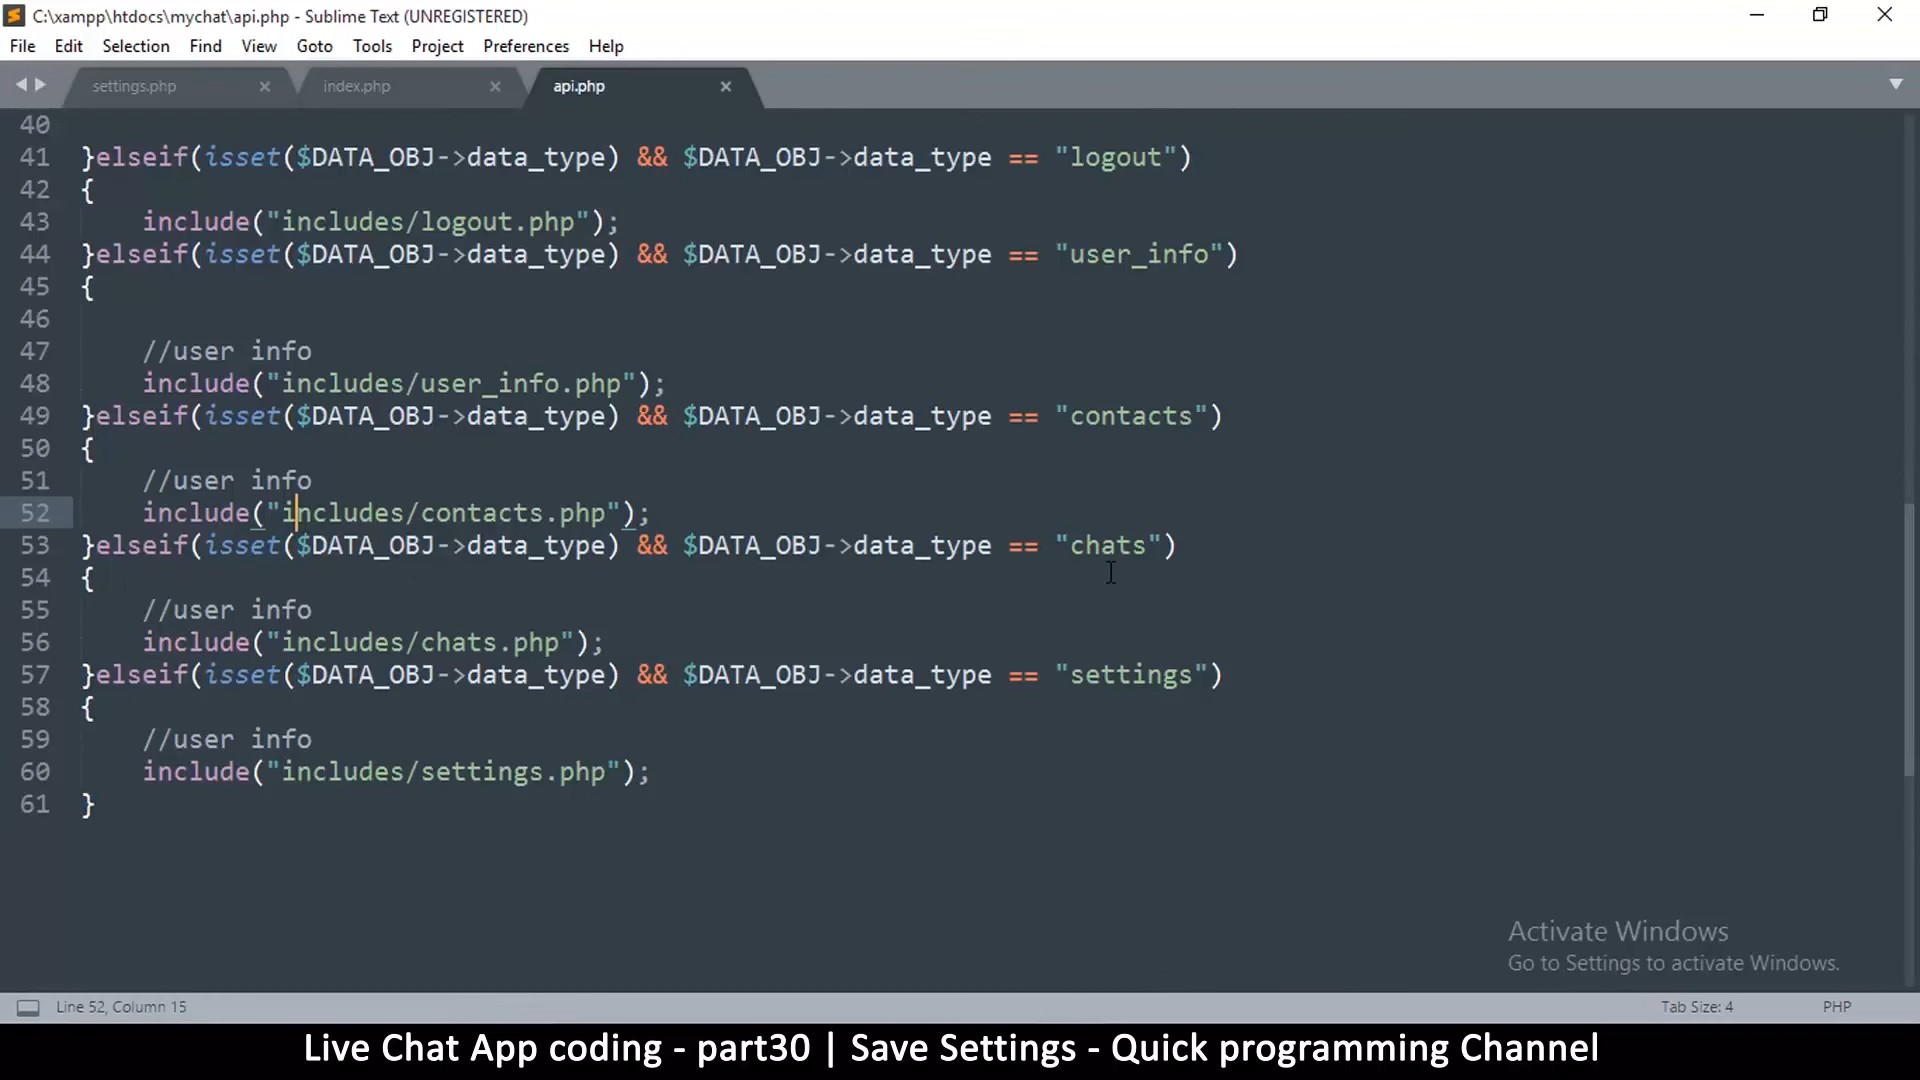 C:\xampp\htdocs\mychat\api.php - Sublime Text (UNREGISTERED)
File Edit Selection Find View Goto Tools Project Preferences Help
settings.php index.php api.php
40
41 }elseif(isset($DATA_OBJ->data_type) && $DATA_OBJ->data_type == "logout")
42 {
43     include("includes/logout.php");
44 }elseif(isset($DATA_OBJ->data_type) && $DATA_OBJ->data_type == "user_info")
45 {
46
47     //user info
48     include("includes/user_info.php");
49 }elseif(isset($DATA_OBJ->data_type) && $DATA_OBJ->data_type == "contacts")
50 {
51     //user info
52     include("includes/contacts.php");
53 }elseif(isset($DATA_OBJ->data_type) && $DATA_OBJ->data_type == "chats")
54 {
55     //user info
56     include("includes/chats.php");
57 }elseif(isset($DATA_OBJ->data_type) && $DATA_OBJ->data_type == "settings")
58 {
59     //user info
60     include("includes/settings.php");
61 }
Activate Windows
Go to Settings to activate Windows.
Line 52, Column 15 Tab Size: 4 PHP
Live Chat App coding - part30 | Save Settings - Quick programming Channel